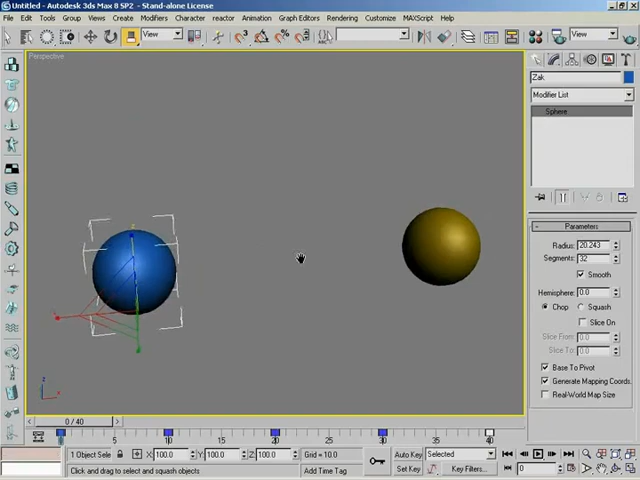 Untitled - Autodesk 3ds Max 8 SP2 - Stand-alone License
File Edit Tools Group Views Create Modifiers Character reactor Animation Graph Editors Rendering Customize MAXScript Help
View
View
Perspective
Zak
Modifier List
Sphere
Parameters
Radius: 20.243
Segments: 32
Smooth
Hemisphere: 0.0
Chop Squash
Slice On
Slice From: 0.0
Slice To: 0.0
Base To Pivot
Generate Mapping Coords.
Real-World Map Size
z
x
0 / 40
5 10 15 20 25 30 35 40
1 Object Selec X: 100.0 Y: 100.0 Z: 100.0 Grid = 10.0 Auto Key Selected
Click and drag to select and squash objects Add Time Tag Set Key Key Filters... 0